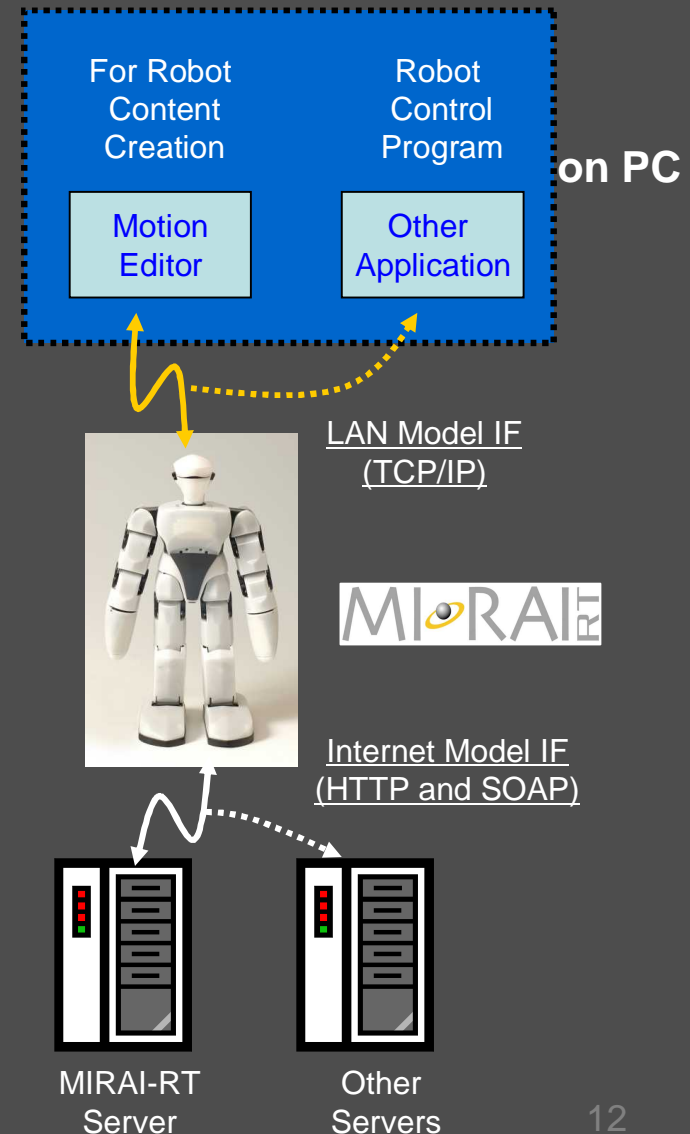 For Robot
Content
Creation
Robot
Control
Program
on PC
Motion
Editor
Other
Application
LAN Model IF
(TCP/IP)
MIRAI RT
Internet Model IF
(HTTP and SOAP)
MIRAI-RT
Server
Other
Servers
12